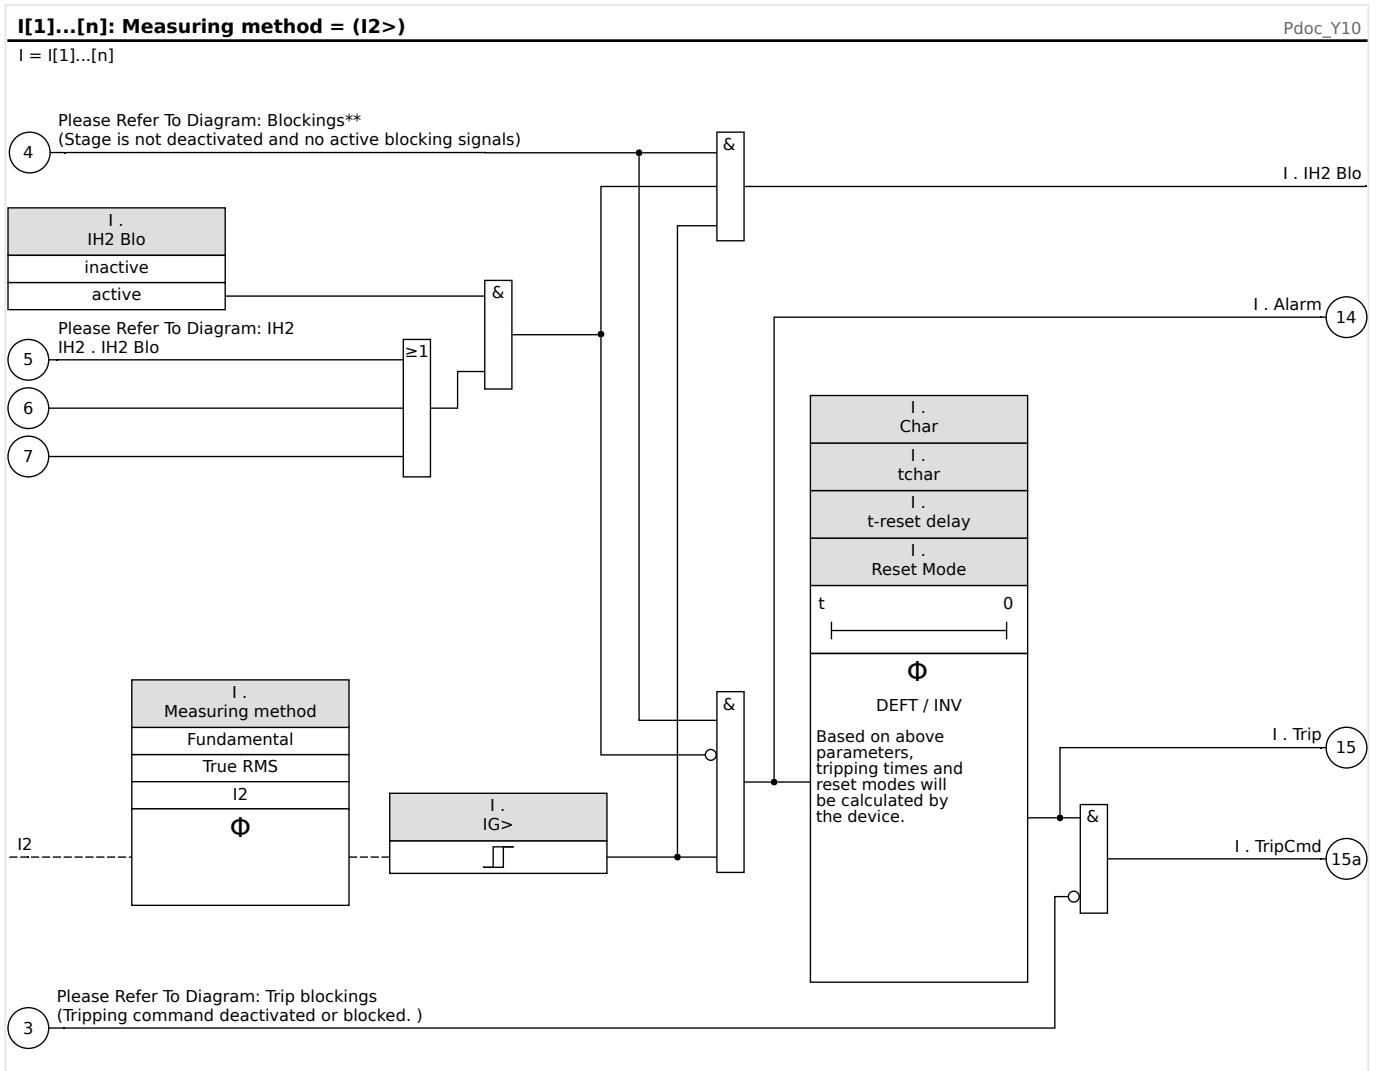 I[1]...[n]: Measuring method = (I2>)
Pdoc_Y10
I = I[1]...[n]
Please Refer To Diagram: Blockings**
(Stage is not deactivated and no active blocking signals)
4
&
I . IH2 Blo
I .
IH2 Blo
inactive
active
&
I . Alarm
14
Please Refer To Diagram: IH2
IH2 . IH2 Blo
5
≥1
6
7
I .
Char
I .
tchar
I .
t-reset delay
I .
Reset Mode
t 0
Φ
DEFT / INV
Based on above
parameters,
tripping times and
reset modes will
be calculated by
the device.
I .
Measuring method
Fundamental
True RMS
I2
Φ
I2
I .
IG>
&
I . Trip
15
&
I . TripCmd
15a
Please Refer To Diagram: Trip blockings
(Tripping command deactivated or blocked. )
3